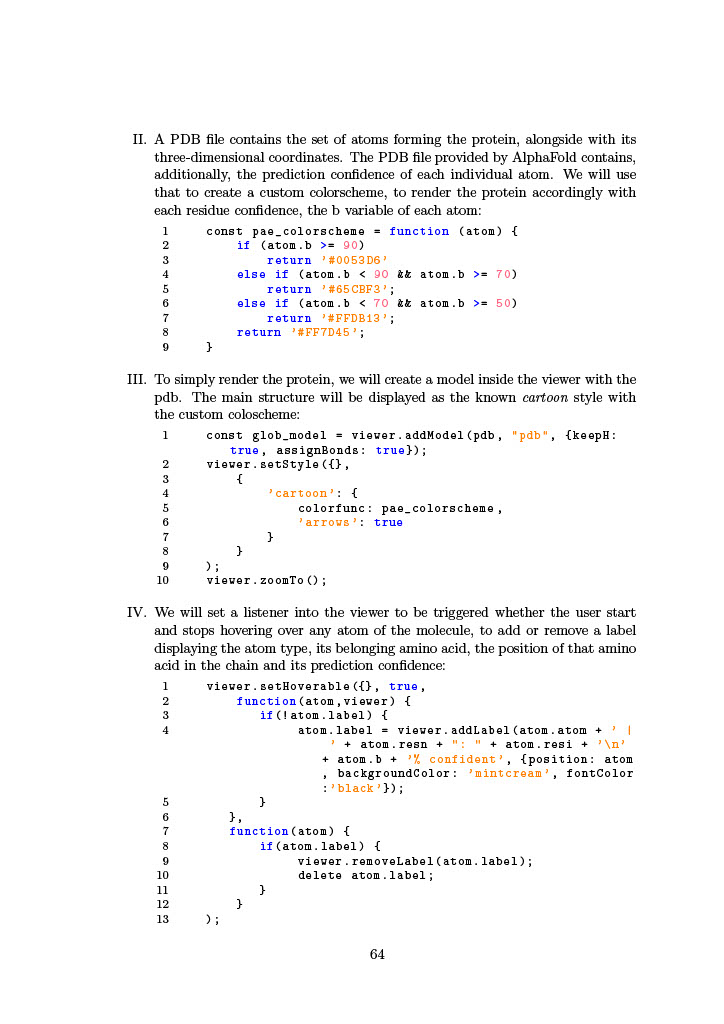 II. A PDB file contains the set of atoms forming the protein, alongside with its
three-dimensional coordinates. The PDB file provided by AlphaFold contains,
additionally, the prediction confidence of each individual atom. We will use
that to create a custom colorscheme, to render the protein accordingly with
each residue confidence, the b variable of each atom:
1 const pae_colorscheme = function (atom) {
2 if (atom.b >= 90)
3 return '#0053D6'
4 else if (atom.b < 90 && atom.b >= 70)
5 return '#65CBF3';
6 else if (atom.b < 70 && atom.b >= 50)
7 return '#FFDB13';
8 return '#FF7D45';
9 }
III. To simply render the protein, we will create a model inside the viewer with the
pdb. The main structure will be displayed as the known cartoon style with
the custom coloscheme:
1 const glob_model = viewer.addModel(pdb, "pdb", {keepH:
true, assignBonds: true});
2 viewer.setStyle({},
3 {
4 'cartoon': {
5 colorfunc: pae_colorscheme,
6 'arrows': true
7 }
8 }
9 );
10 viewer.zoomTo();
IV. We will set a listener into the viewer to be triggered whether the user start
and stops hovering over any atom of the molecule, to add or remove a label
displaying the atom type, its belonging amino acid, the position of that amino
acid in the chain and its prediction confidence:
1 viewer.setHoverable({}, true,
2 function(atom,viewer) {
3 if(!atom.label) {
4 atom.label = viewer.addLabel(atom.atom + ' |
' + atom.resn + ": " + atom.resi + '\n'
+ atom.b + '% confident', {position: atom
, backgroundColor: 'mintcream', fontColor
:'black'});
5 }
6 },
7 function(atom) {
8 if(atom.label) {
9 viewer.removeLabel(atom.label);
10 delete atom.label;
11 }
12 }
13 );
64